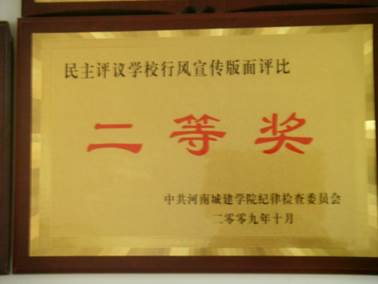 民主评议学校行风宣传版面评比
二等奖
中共河南城建学院纪律检查委员会
二零零九年十月